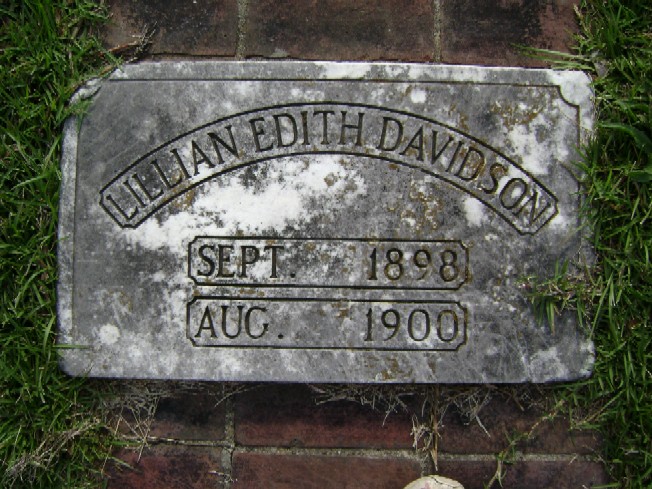 LILLIAN EDITH DAVIDSON
SEPT. 1898
AUG. 1900